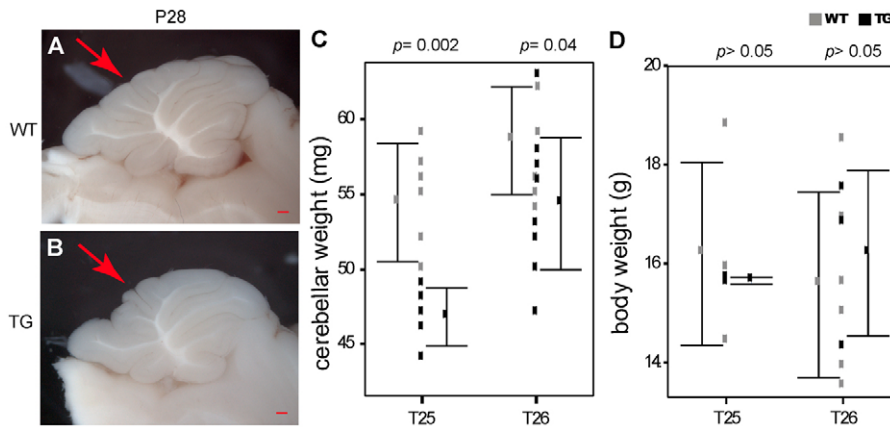 P28
A
WT
B
TG
C
p= 0.002 p= 0.04
cerebellar weight (mg)
60
55
50
45
T25 T26
WT TG
D
p> 0.05 p> 0.05
body weight (g)
20
18
16
14
T25 T26